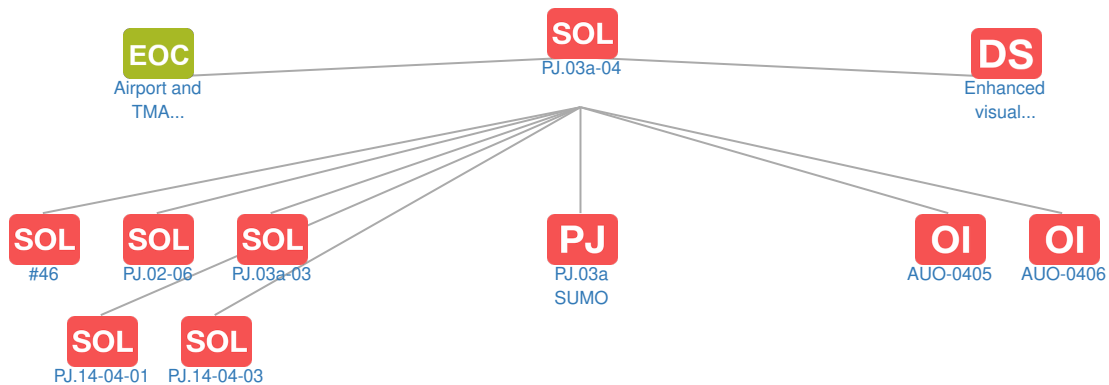 SOL
PJ.03a-04
EOC
Airport and
TMA...
DS
Enhanced
visual...
SOL
#46
SOL
PJ.02-06
SOL
PJ.03a-03
PJ
PJ.03a
SUMO
OI
AUO-0405
OI
AUO-0406
SOL
PJ.14-04-01
SOL
PJ.14-04-03